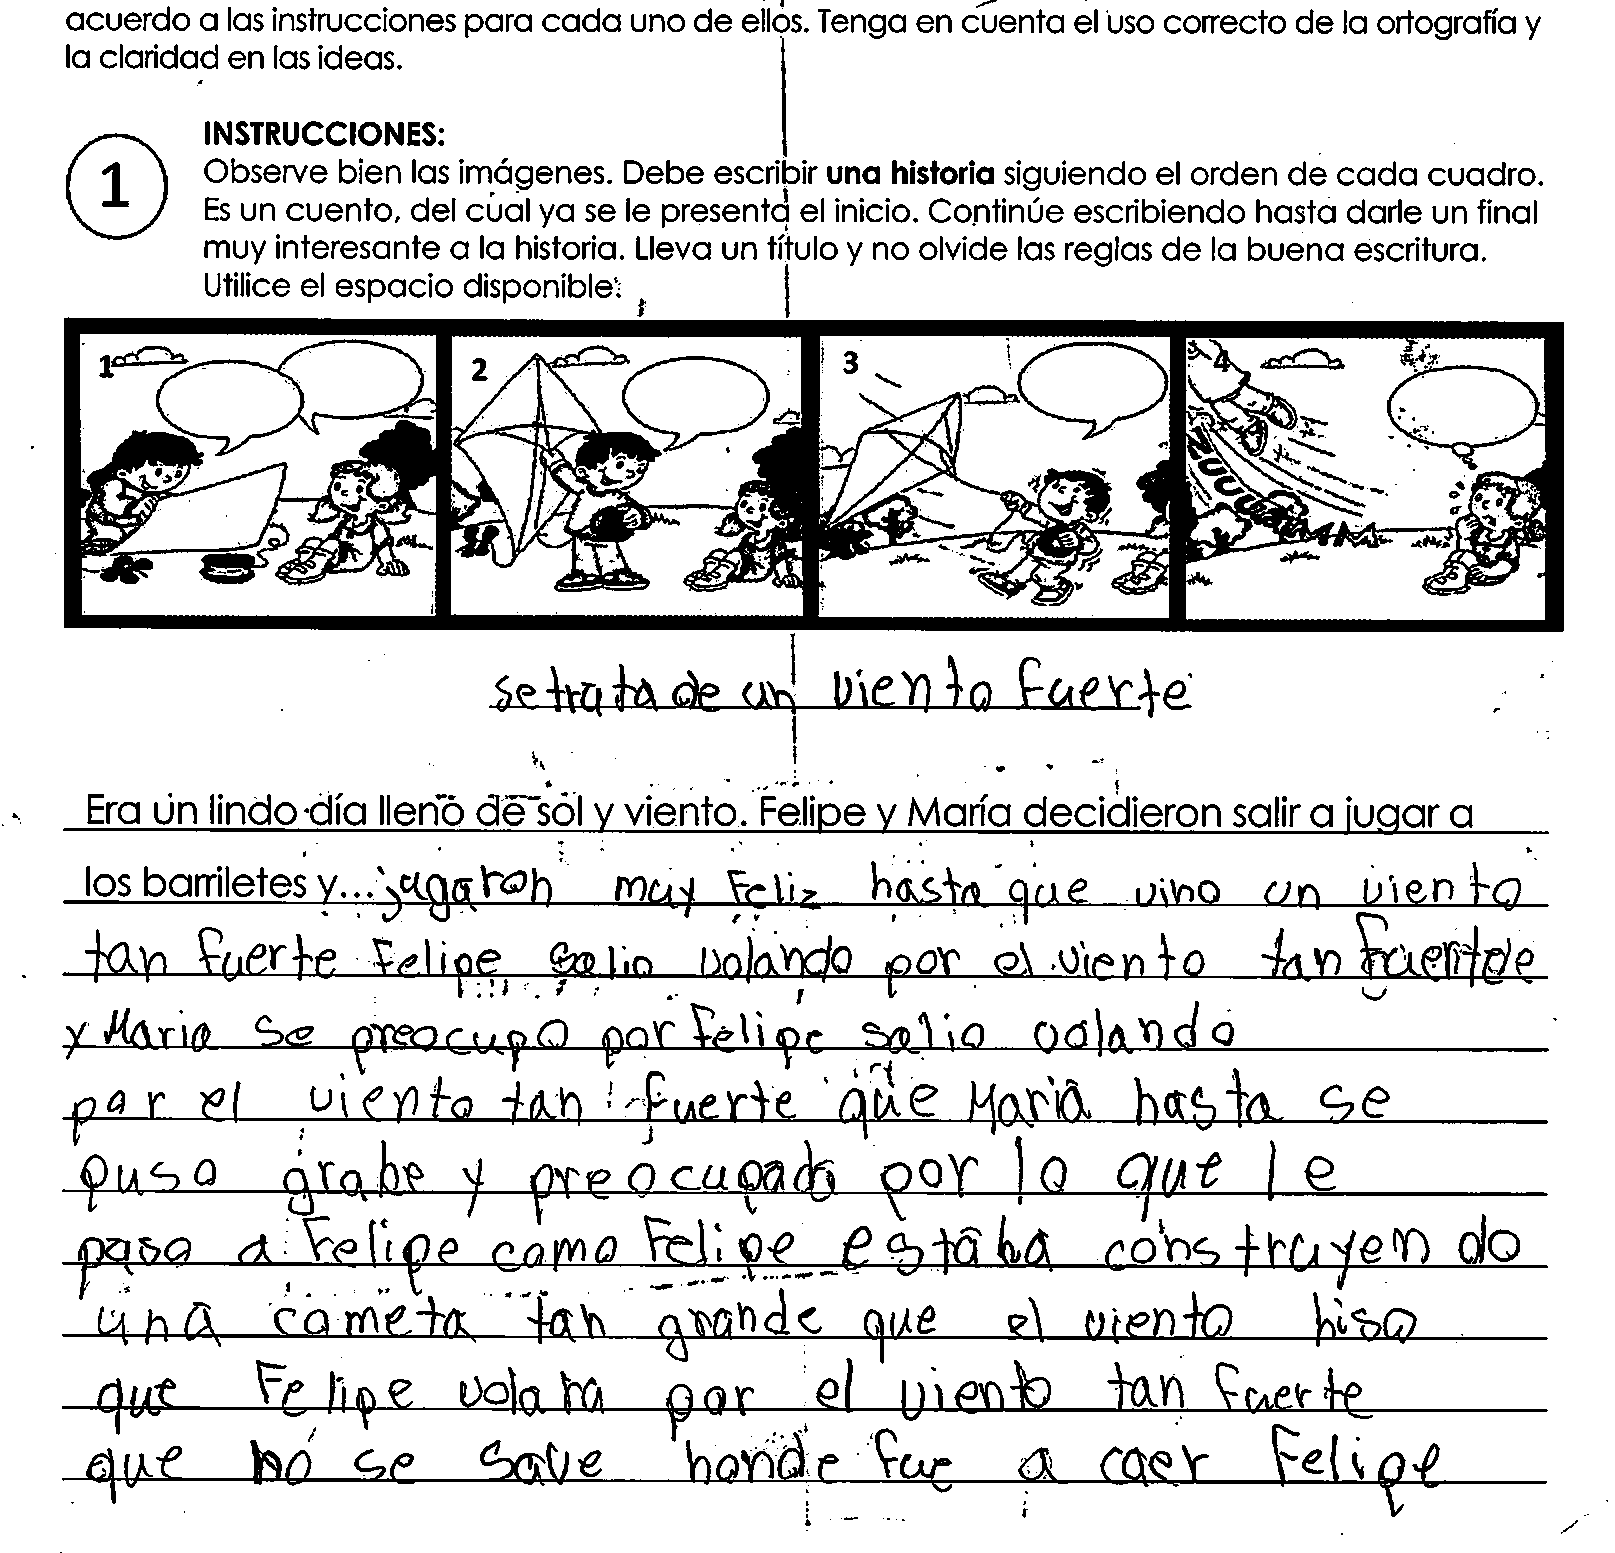 acuerdo a las instrucciones para cada uno de ellos. Tenga en cuenta el uso correcto de la ortografía y
la claridad en las ideas.
1
INSTRUCCIONES:
Observe bien las imágenes. Debe escribir una historia siguiendo el orden de cada cuadro.
Es un cuento, del cual ya se le presenta el inicio. Continúe escribiendo hasta darle un final
muy interesante a la historia. Lleva un título y no olvide las reglas de la buena escritura.
Utilice el espacio disponible:
1 2 3 4
ZUUUUMMM
se trata de un viento fuerte
Era un lindo día lleno de sol y viento. Felipe y María decidieron salir a jugar a
los barriletes y... jugaron muy Feliz hasta que vino un viento
tan fuerte Felipe salio volando por el viento tan
y Maria se preocupo por Felipe salio volando
por el viento tan fuerte que Maria hasta se
puso grabe y preocupado por lo que le
paso a Felipe como Felipe estaba construyendo
una cometa tan grande que el viento hiso
que Felipe volara por el viento tan fuerte
que no se save honde fue a caer Felipe